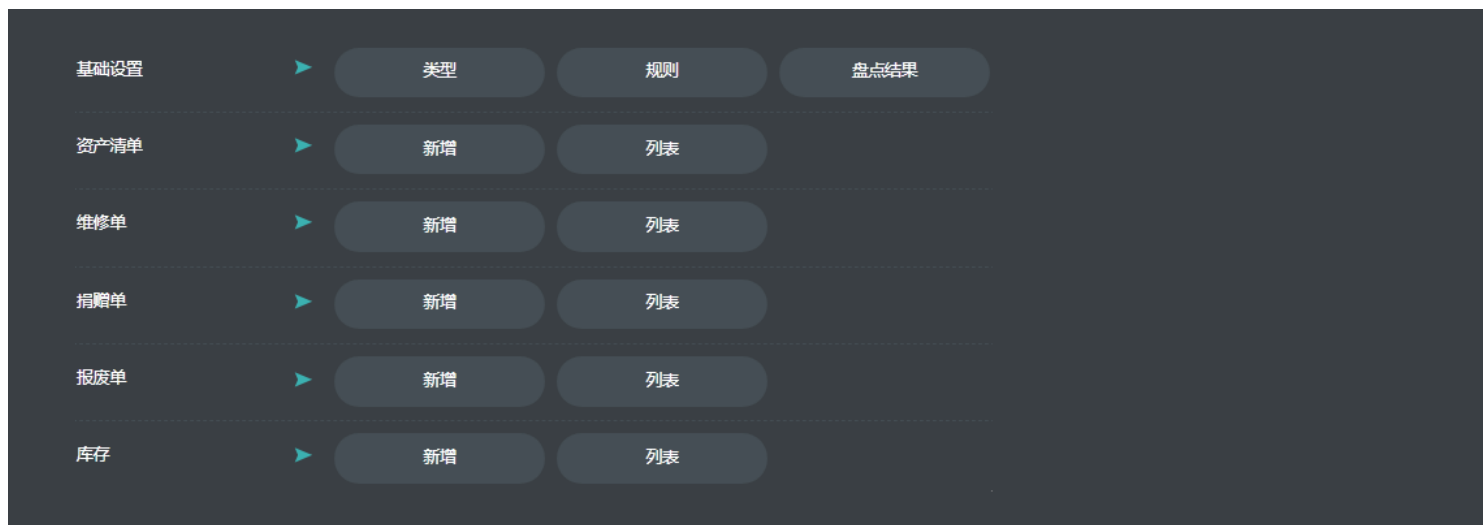 基础设置 类型 规则 盘点结果
资产清单 新增 列表
维修单 新增 列表
捐赠单 新增 列表
报废单 新增 列表
库存 新增 列表